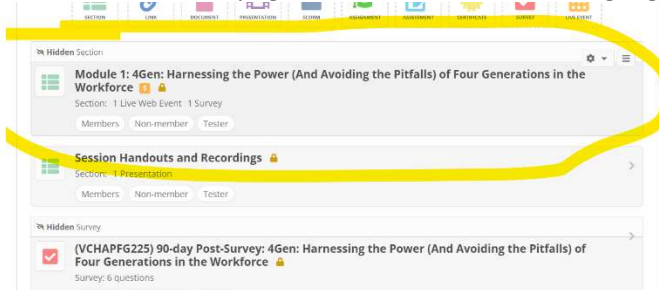 SECTION LINK DOCUMENT PRESENTATION SCORM ASSIGNMENT ASSESSMENT CERTIFICATE SURVEY LIVE EVENT
Hidden Section
Module 1: 4Gen: Harnessing the Power (And Avoiding the Pitfalls) of Four Generations in the
Workforce
Section: 1 Live Web Event 1 Survey
Members Non-member Tester
Session Handouts and Recordings
Section: 1 Presentation
Members Non-member Tester
Hidden Survey
(VCHAPFG225) 90-day Post-Survey: 4Gen: Harnessing the Power (And Avoiding the Pitfalls) of
Four Generations in the Workforce
Survey: 6 questions